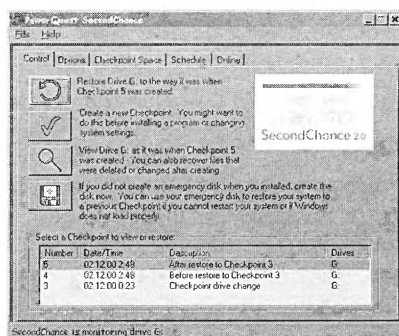 PowerQuest SecondChance
File Help
Control Options Checkpoint Space Schedule Online
Restore Drive G: to the way it was when
Checkpoint 5 was created.
Create a new Checkpoint. You might want to
do this before installing a program or changing
system settings.
View Drive G: as it was when Checkpoint 5
was created. You can also recover files that
were deleted or changed after creating
If you did not create an emergency disk when you installed, create the
disk now. You can use your emergency disk to restore your system to
a previous Checkpoint if you cannot restart your system or if Windows
does not load properly.
SecondChance 2.0
Select a Checkpoint to view or restore:
Number Date/Time Description Drives
5 02.12.00 2:48 After restore to Checkpoint 3 G:
4 02.12.00 2:48 Before restore to Checkpoint 3 G:
3 02.12.00 0:23 Checkpoint drive change G:
SecondChance is monitoring drive G: